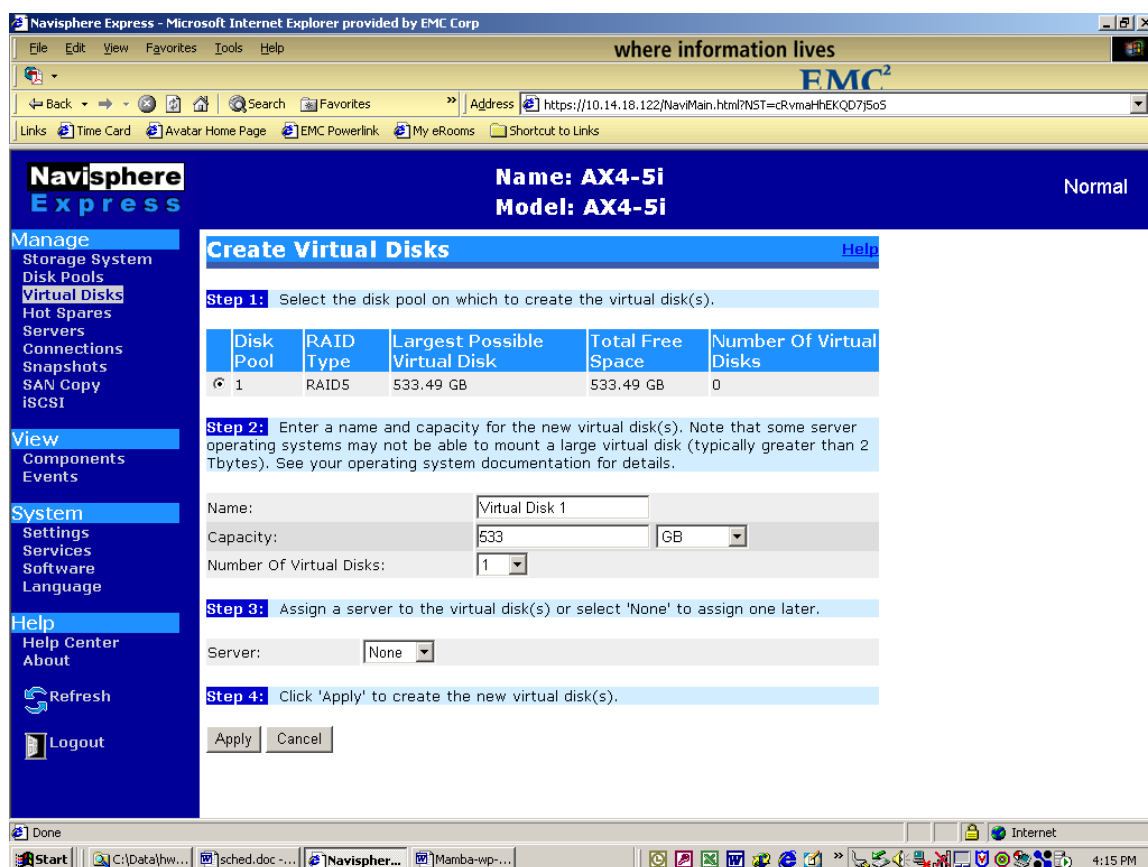 Navisphere Express - Microsoft Internet Explorer provided by EMC Corp
File Edit View Favorites Tools Help
where information lives
EMC²
Back Search Favorites » Address https://10.14.18.122/NaviMain.html?NST=cRvmaHhEKQD7j5oS
Links Time Card Avatar Home Page EMC Powerlink My eRooms Shortcut to Links
Navisphere
Express
Name: AX4-5i
Model: AX4-5i
Normal
Manage
Storage System
Disk Pools
Virtual Disks
Hot Spares
Servers
Connections
Snapshots
SAN Copy
iSCSI
View
Components
Events
System
Settings
Services
Software
Language
Help
Help Center
About
Refresh
Logout
Create Virtual Disks Help
Step 1: Select the disk pool on which to create the virtual disk(s).
Disk Pool RAID Type Largest Possible Virtual Disk Total Free Space Number Of Virtual Disks
1 RAID5 533.49 GB 533.49 GB 0
Step 2: Enter a name and capacity for the new virtual disk(s). Note that some server
operating systems may not be able to mount a large virtual disk (typically greater than 2
Tbytes). See your operating system documentation for details.
Name: Virtual Disk 1
Capacity: 533 GB
Number Of Virtual Disks: 1
Step 3: Assign a server to the virtual disk(s) or select 'None' to assign one later.
Server: None
Step 4: Click 'Apply' to create the new virtual disk(s).
Apply Cancel
Done Internet
Start C:\Data\hw... sched.doc -... Navispher... Mamba-wp-... » 4:15 PM